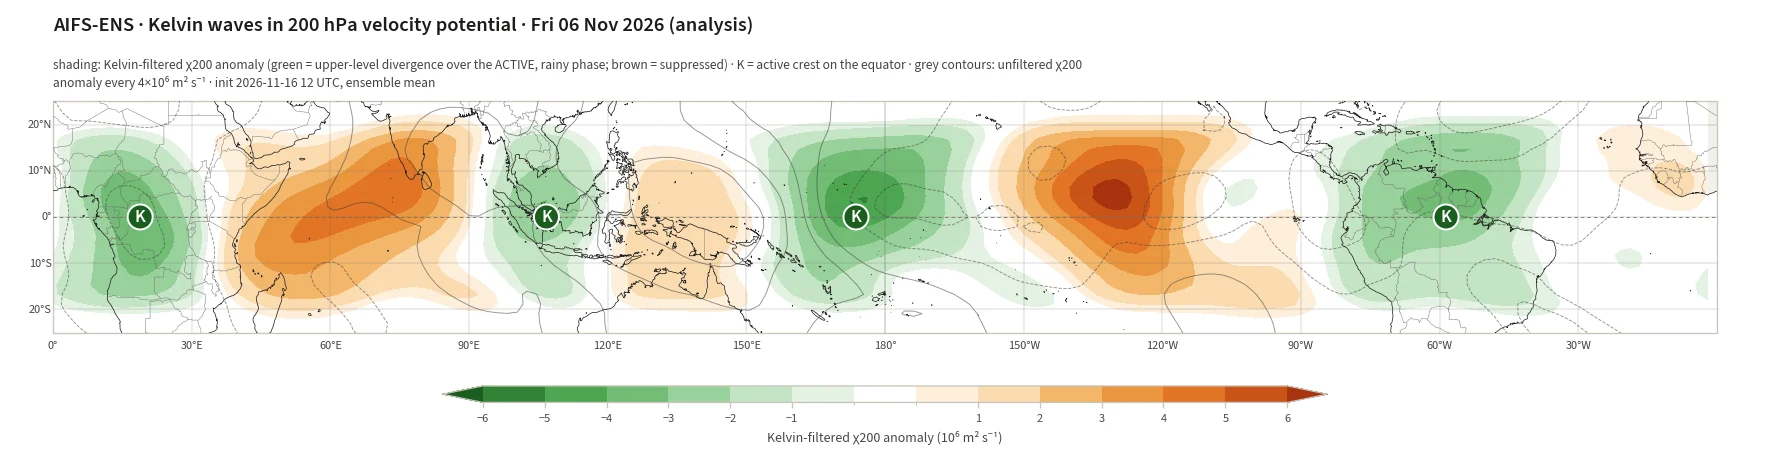 AIFS-ENS · Kelvin waves in 200 hPa velocity potential · Fri 06 Nov 2026 (analysis)
shading: Kelvin-filtered χ200 anomaly (green = upper-level divergence over the ACTIVE, rainy phase; brown = suppressed) · K = active crest on the equator · grey contours: unfiltered χ200
anomaly every 4×10⁶ m² s⁻¹ · init 2026-11-16 12 UTC, ensemble mean
20°N
10°N
0°
10°S
20°S
K K K K
0° 30°E 60°E 90°E 120°E 150°E 180° 150°W 120°W 90°W 60°W 30°W
−6 −5 −4 −3 −2 −1 1 2 3 4 5 6
Kelvin-filtered χ200 anomaly (10⁶ m² s⁻¹)